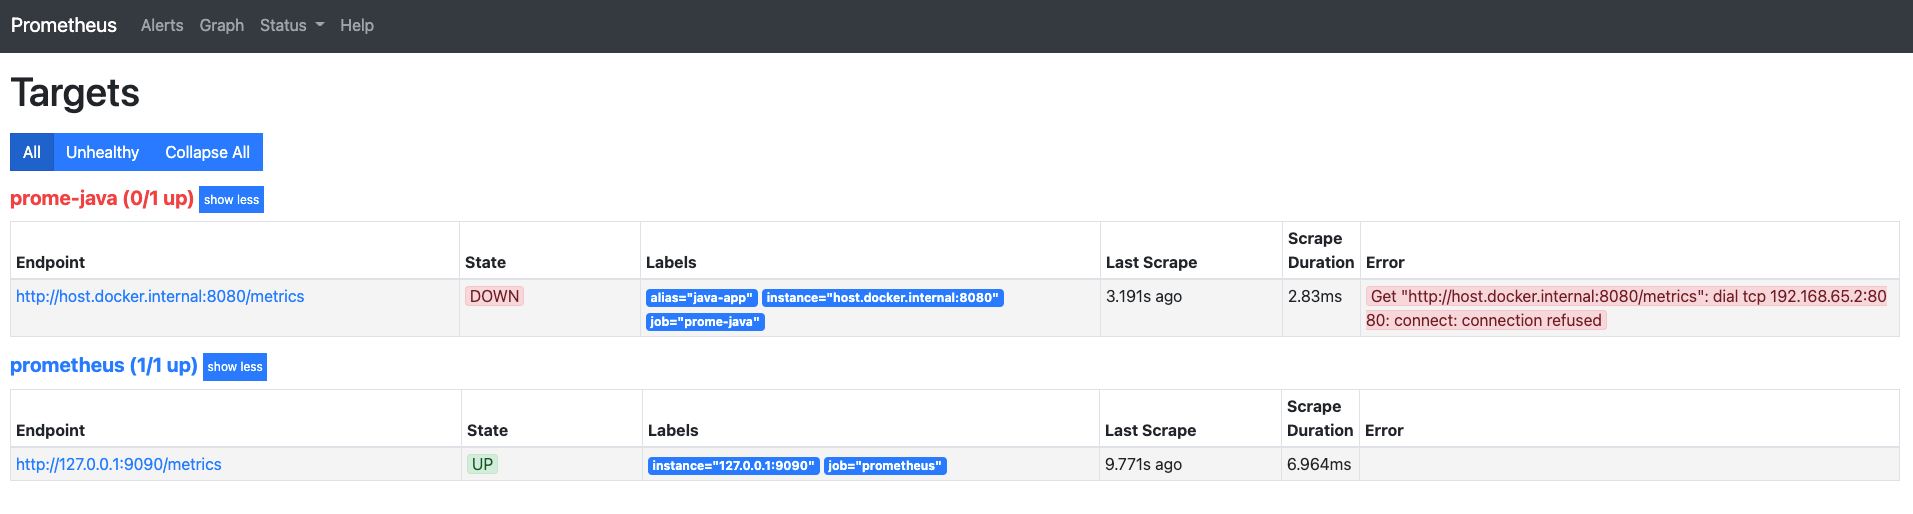 Prometheus Alerts Graph Status Help
Targets
All Unhealthy Collapse All
prome-java (0/1 up) show less
Endpoint State Labels Last Scrape Scrape Duration Error
http://host.docker.internal:8080/metrics DOWN alias="java-app" instance="host.docker.internal:8080" 3.191s ago 2.83ms Get "http://host.docker.internal:8080/metrics": dial tcp 192.168.65.2:80
job="prome-java" 80: connect: connection refused
prometheus (1/1 up) show less
Endpoint State Labels Last Scrape Scrape Duration Error
http://127.0.0.1:9090/metrics UP instance="127.0.0.1:9090" job="prometheus" 9.771s ago 6.964ms